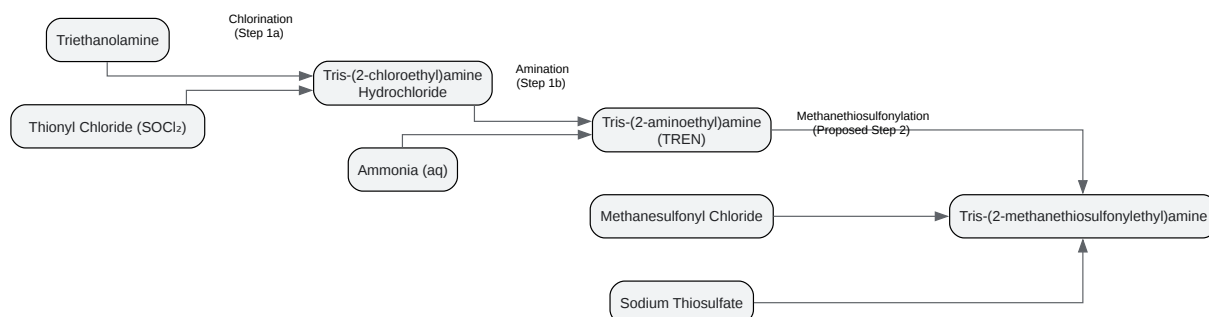 Chlorination
(Step 1a)
Triethanolamine
Thionyl Chloride (SOCl₂)
Tris-(2-chloroethyl)amine
Hydrochloride
Amination
(Step 1b)
Ammonia (aq)
Tris-(2-aminoethyl)amine
(TREN)
Methanethiosulfonylation
(Proposed Step 2)
Methanesulfonyl Chloride
Tris-(2-methanethiosulfonylethyl)amine
Sodium Thiosulfate